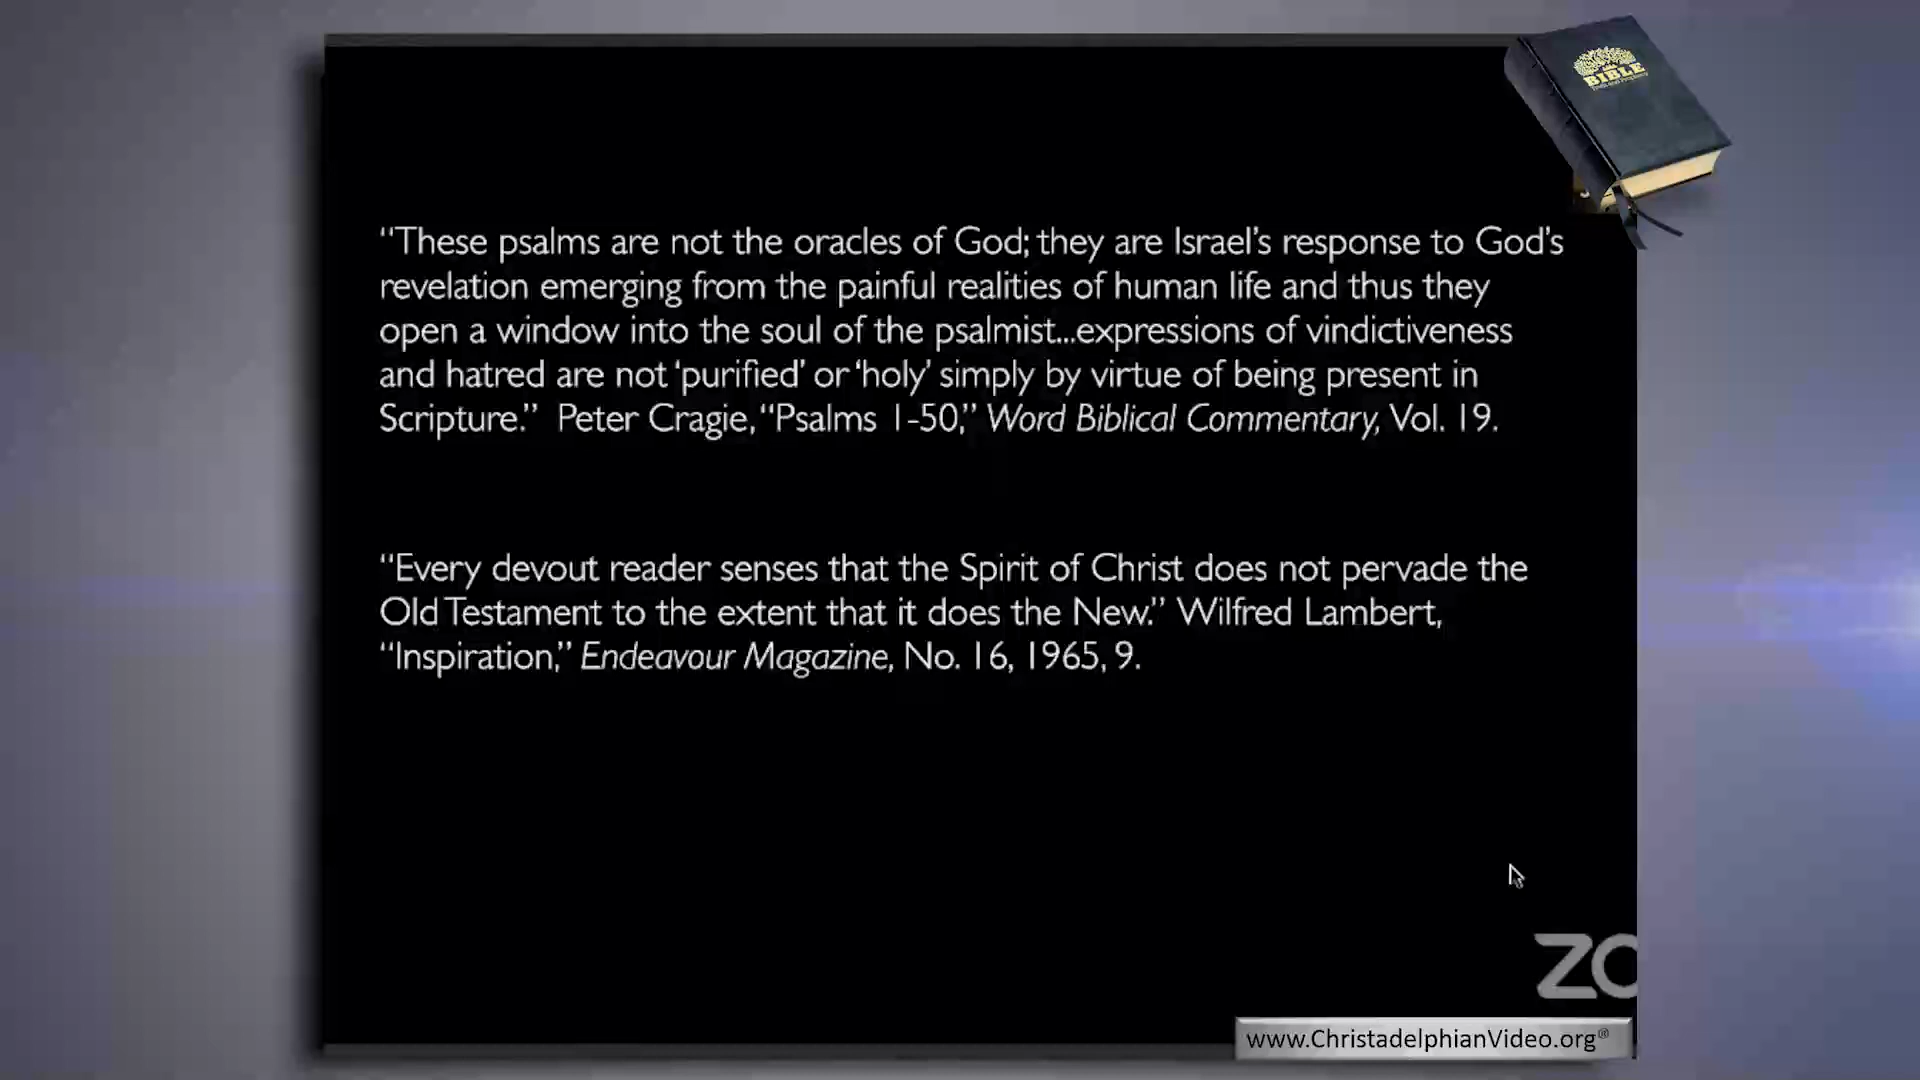 BIBLE
“These psalms are not the oracles of God; they are Israel’s response to God’s
revelation emerging from the painful realities of human life and thus they
open a window into the soul of the psalmist...expressions of vindictiveness
and hatred are not ‘purified’ or ‘holy’ simply by virtue of being present in
Scripture.” Peter Cragie, “Psalms 1-50,” Word Biblical Commentary, Vol. 19.
“Every devout reader senses that the Spirit of Christ does not pervade the
Old Testament to the extent that it does the New.” Wilfred Lambert,
“Inspiration,” Endeavour Magazine, No. 16, 1965, 9.
ZO
www.ChristadelphianVideo.org®